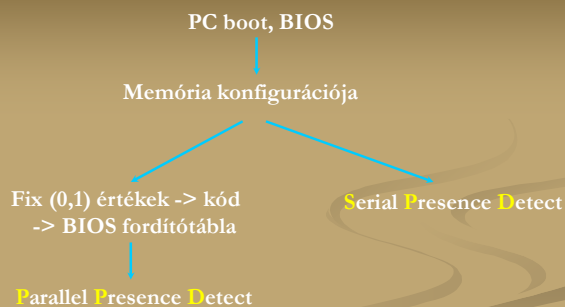 PC boot, BIOS
Memória konfigurációja
Fix (0,1) értékek -> kód
-> BIOS fordítótábla
Serial Presence Detect
Parallel Presence Detect